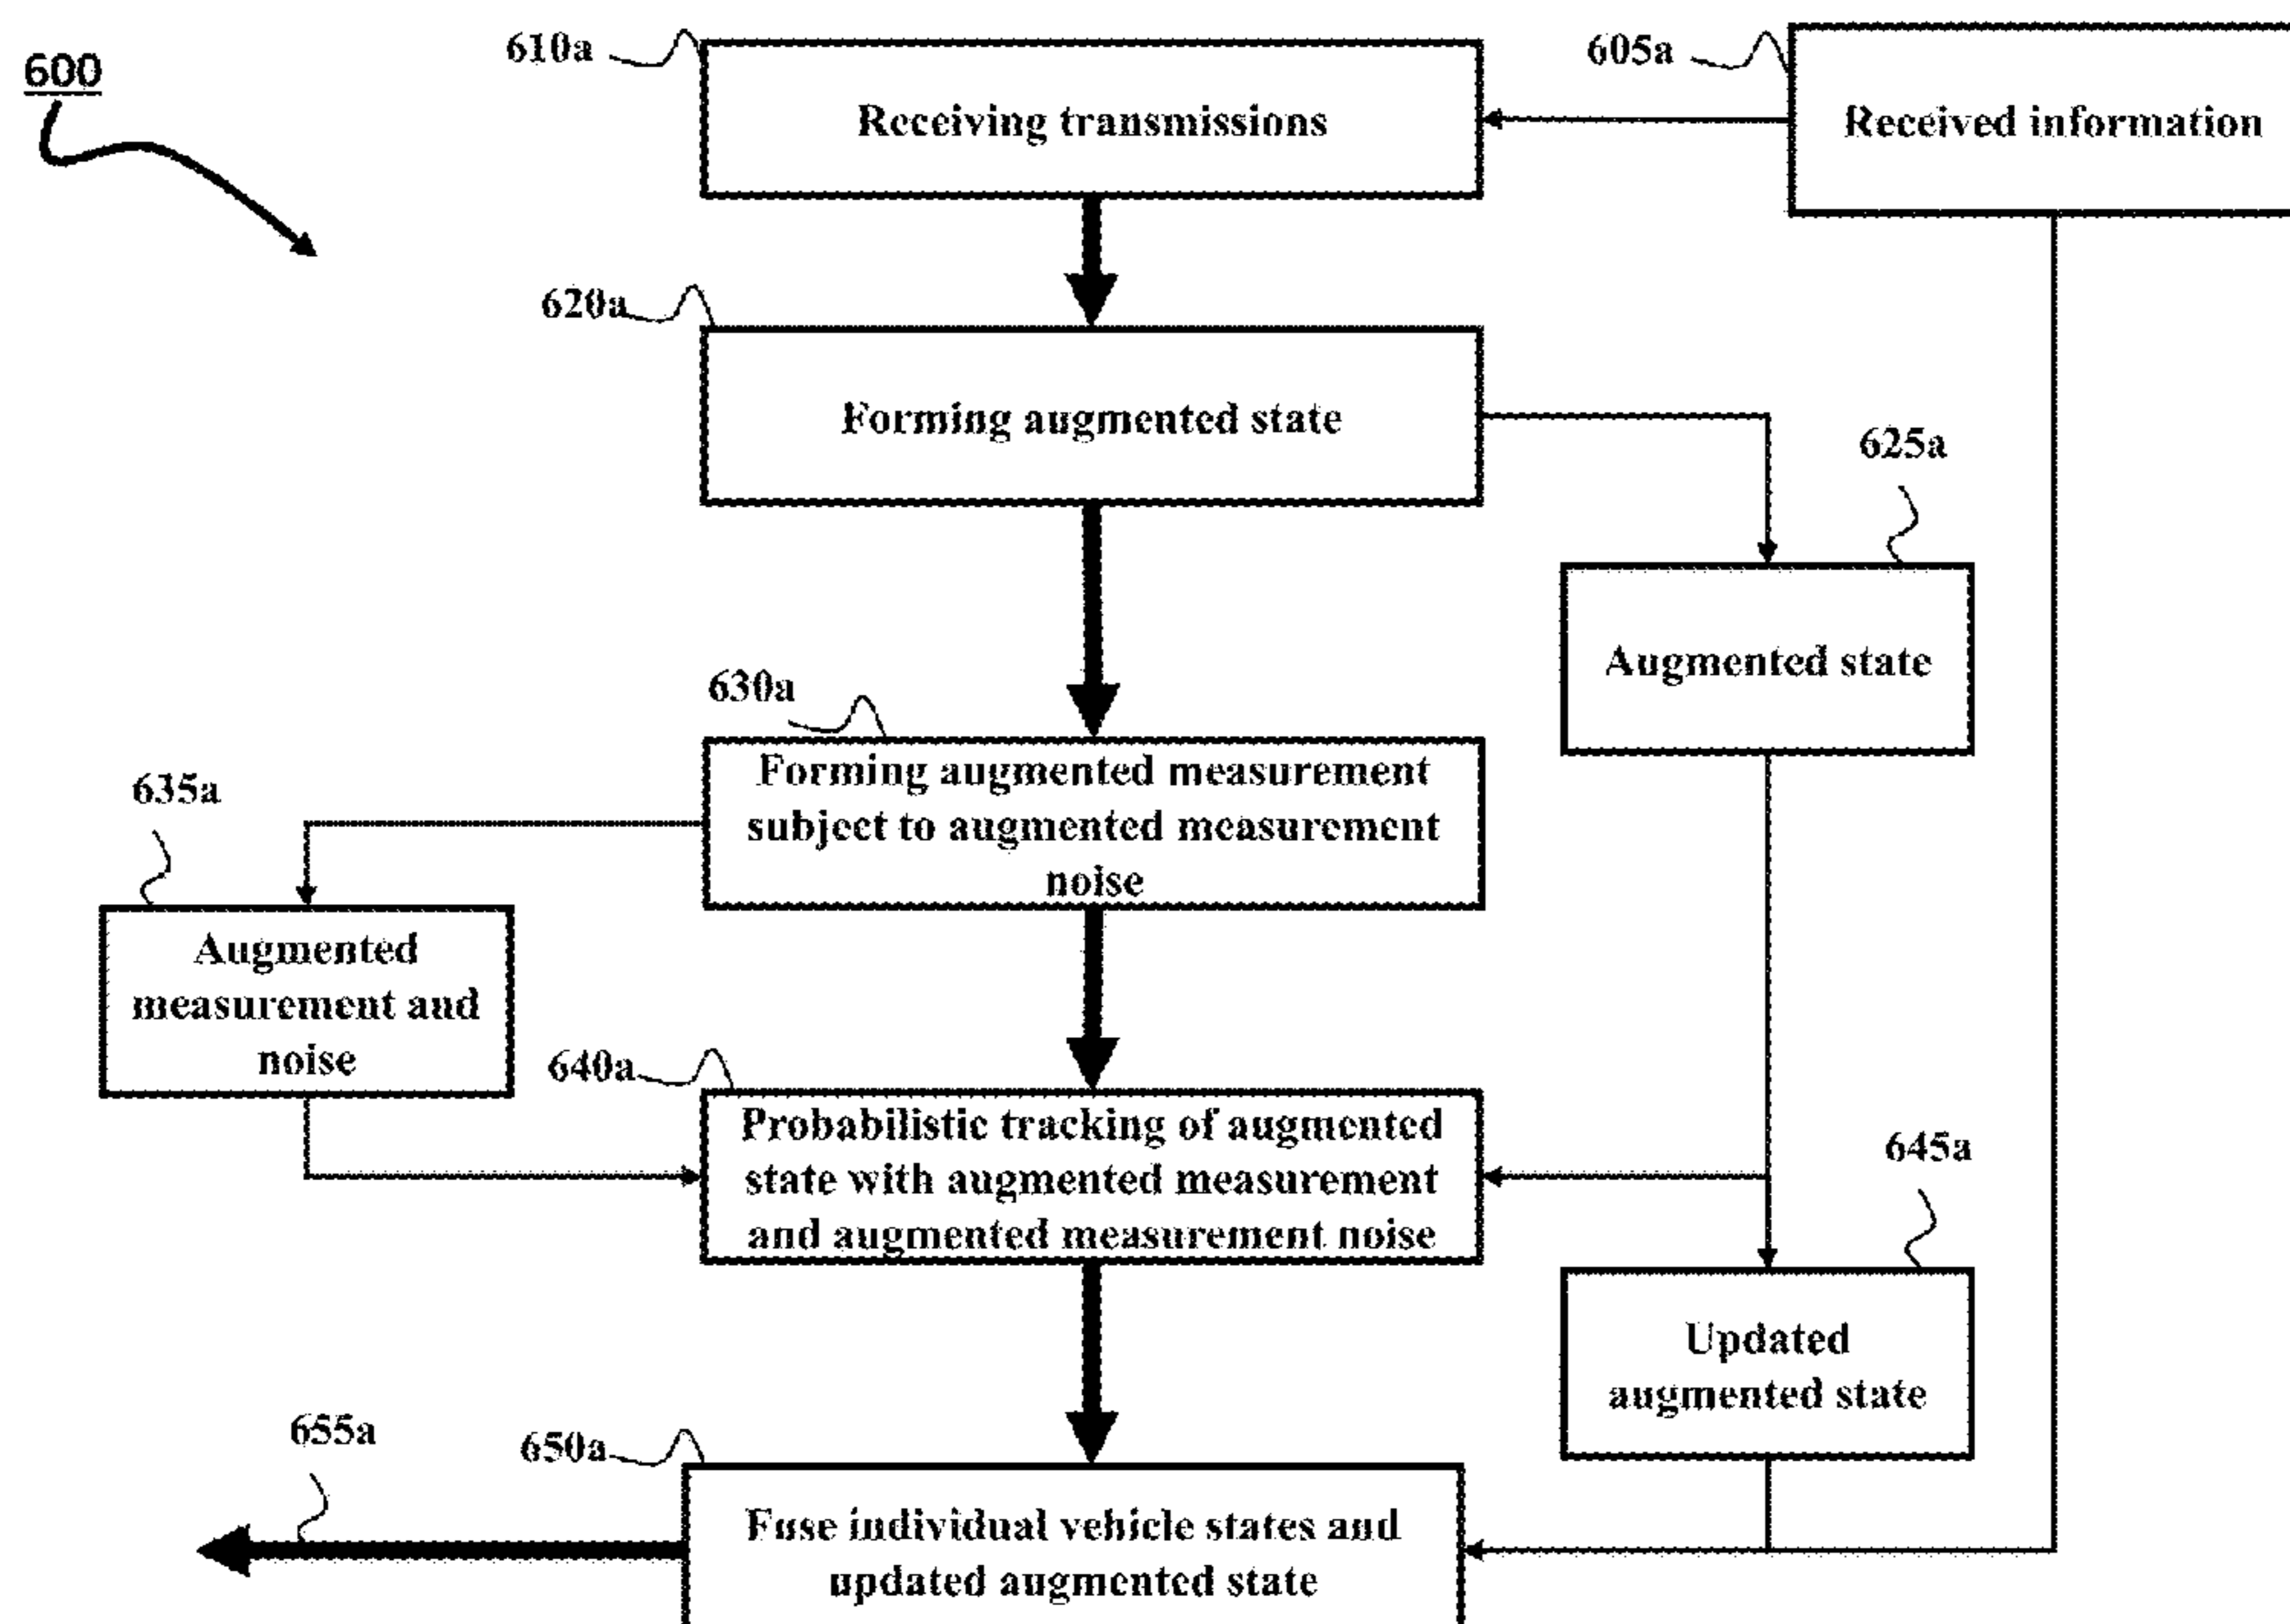 600
610a
Receiving transmissions
605a
Received information
620a
Forming augmented state
625a
Augmented state
630a
Forming augmented measurement
subject to augmented measurement
noise
635a
Augmented
measurement and
noise
640a
Probabilistic tracking of augmented
state with augmented measurement
and augmented measurement noise
645a
Updated
augmented state
655a
650a
Fuse individual vehicle states and
updated augmented state